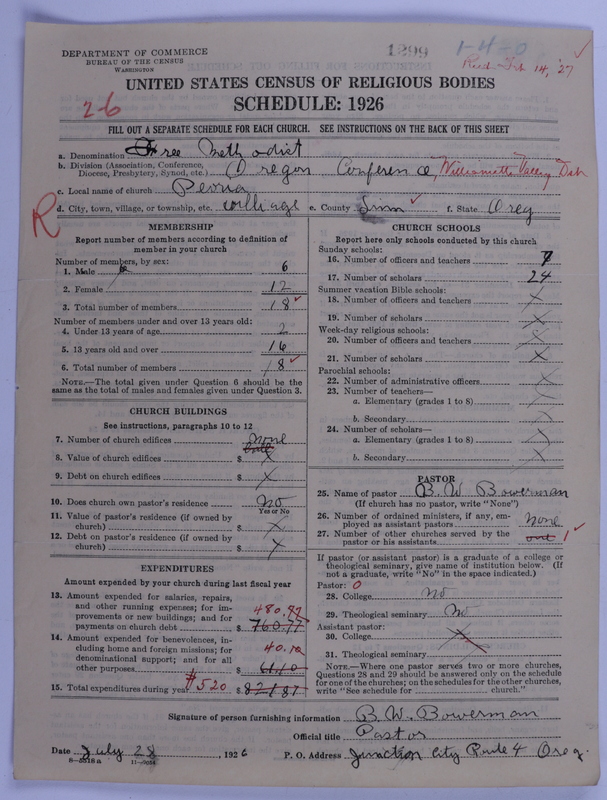 DEPARTMENT OF COMMERCE
BUREAU OF THE CENSUS
WASHINGTON
1299
1-4-0
Recd. Feb 14, '27
UNITED STATES CENSUS OF RELIGIOUS BODIES
SCHEDULE: 1926
26
FILL OUT A SEPARATE SCHEDULE FOR EACH CHURCH. SEE INSTRUCTIONS ON THE BACK OF THIS SHEET
a. Denomination Free Methodist
b. Division (Association, Conference, Diocese, Presbytery, Synod, etc.) Oregon Conference, Williamette Valley Dist
c. Local name of church Peoria
R
d. City, town, village, or township, etc. village e. County Linn f. State Oreg
MEMBERSHIP
Report number of members according to definition of
member in your church
Number of members, by sex:
1. Male 6
2. Female 12
3. Total number of members 18
Number of members under and over 13 years old:
4. Under 13 years of age 2
5. 13 years old and over 16
6. Total number of members 18
NOTE.—The total given under Question 6 should be
same as the total of males and females given under Question 3.
CHURCH BUILDINGS
See instructions, paragraphs 10 to 12
7. Number of church edifices none
8. Value of church edifices $ X
9. Debt on church edifices $ X
10. Does church own pastor's residence no
Yes or No
11. Value of pastor's residence (if owned by
church) $ X
12. Debt on pastor's residence (if owned by
church) $ X
EXPENDITURES
Amount expended by your church during last fiscal year
13. Amount expended for salaries, repairs,
and other running expenses; for im-
provements or new buildings; and for
payments on church debt $ 760.77
14. Amount expended for benevolences, in-
cluding home and foreign missions; for
denominational support; and for all
other purposes 40.10 $ 61.10
15. Total expenditures during year #520 $ 821.87
CHURCH SCHOOLS
Report here only schools conducted by this church
Sunday schools:
16. Number of officers and teachers 7
17. Number of scholars 24
Summer vacation Bible schools:
18. Number of officers and teachers X
19. Number of scholars X
Week-day religious schools:
20. Number of officers and teachers X
21. Number of scholars X
Parochial schools:
22. Number of administrative officers X
23. Number of teachers—
a. Elementary (grades 1 to 8) X
b. Secondary X
24. Number of scholars—
a. Elementary (grades 1 to 8) X
b. Secondary X
PASTOR
25. Name of pastor B. W. Bowerman
(If church has no pastor, write "None")
26. Number of ordained ministers, if any, em-
ployed as assistant pastors none
27. Number of other churches served by the
pastor or his assistants one 1
If pastor (or assistant pastor) is a graduate of a college or
theological seminary, give name of institution below. (If
not a graduate, write "No" in the space indicated.)
Pastor: 0
28. College no
29. Theological seminary No
Assistant pastor:
30. College X
31. Theological seminary
NOTE.—Where one pastor serves two or more churches,
Questions 28 and 29 should be answered only on the schedule
for one of the churches; on the schedules for the other churches,
write "See schedule for church."
Signature of person furnishing information B. W. Bowerman
Official title Pastor
Date July 28, 1926 P. O. Address Junction City Route 4 Oreg.
8-5518a